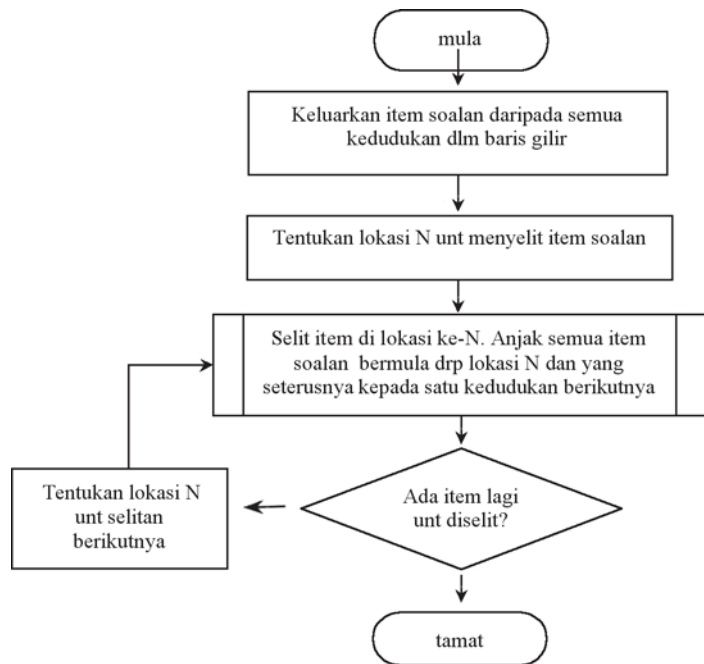 mula
Keluarkan item soalan daripada semua
kedudukan dlm baris gilir
Tentukan lokasi N unt menyelit item soalan
Selit item di lokasi ke-N. Anjak semua item
soalan bermula drp lokasi N dan yang
seterusnya kepada satu kedudukan berikutnya
Ada item lagi
unt diselit?
Tentukan lokasi N
unt selitan
berikutnya
tamat